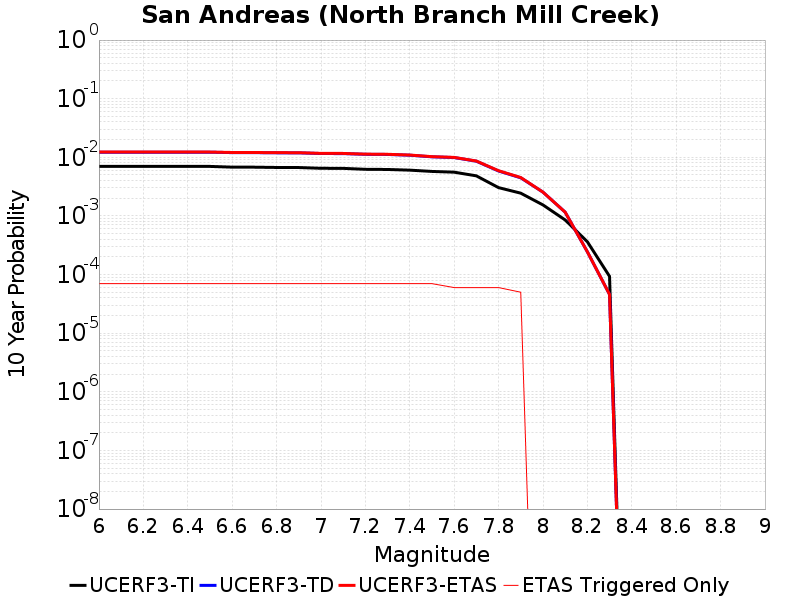 San Andreas (North Branch Mill Creek)
10 Year Probability
10^0
10^-1
10^-2
10^-3
10^-4
10^-5
10^-6
10^-7
10^-8
6 6.2 6.4 6.6 6.8 7 7.2 7.4 7.6 7.8 8 8.2 8.4 8.6 8.8 9
Magnitude
UCERF3-TI UCERF3-TD UCERF3-ETAS ETAS Triggered Only